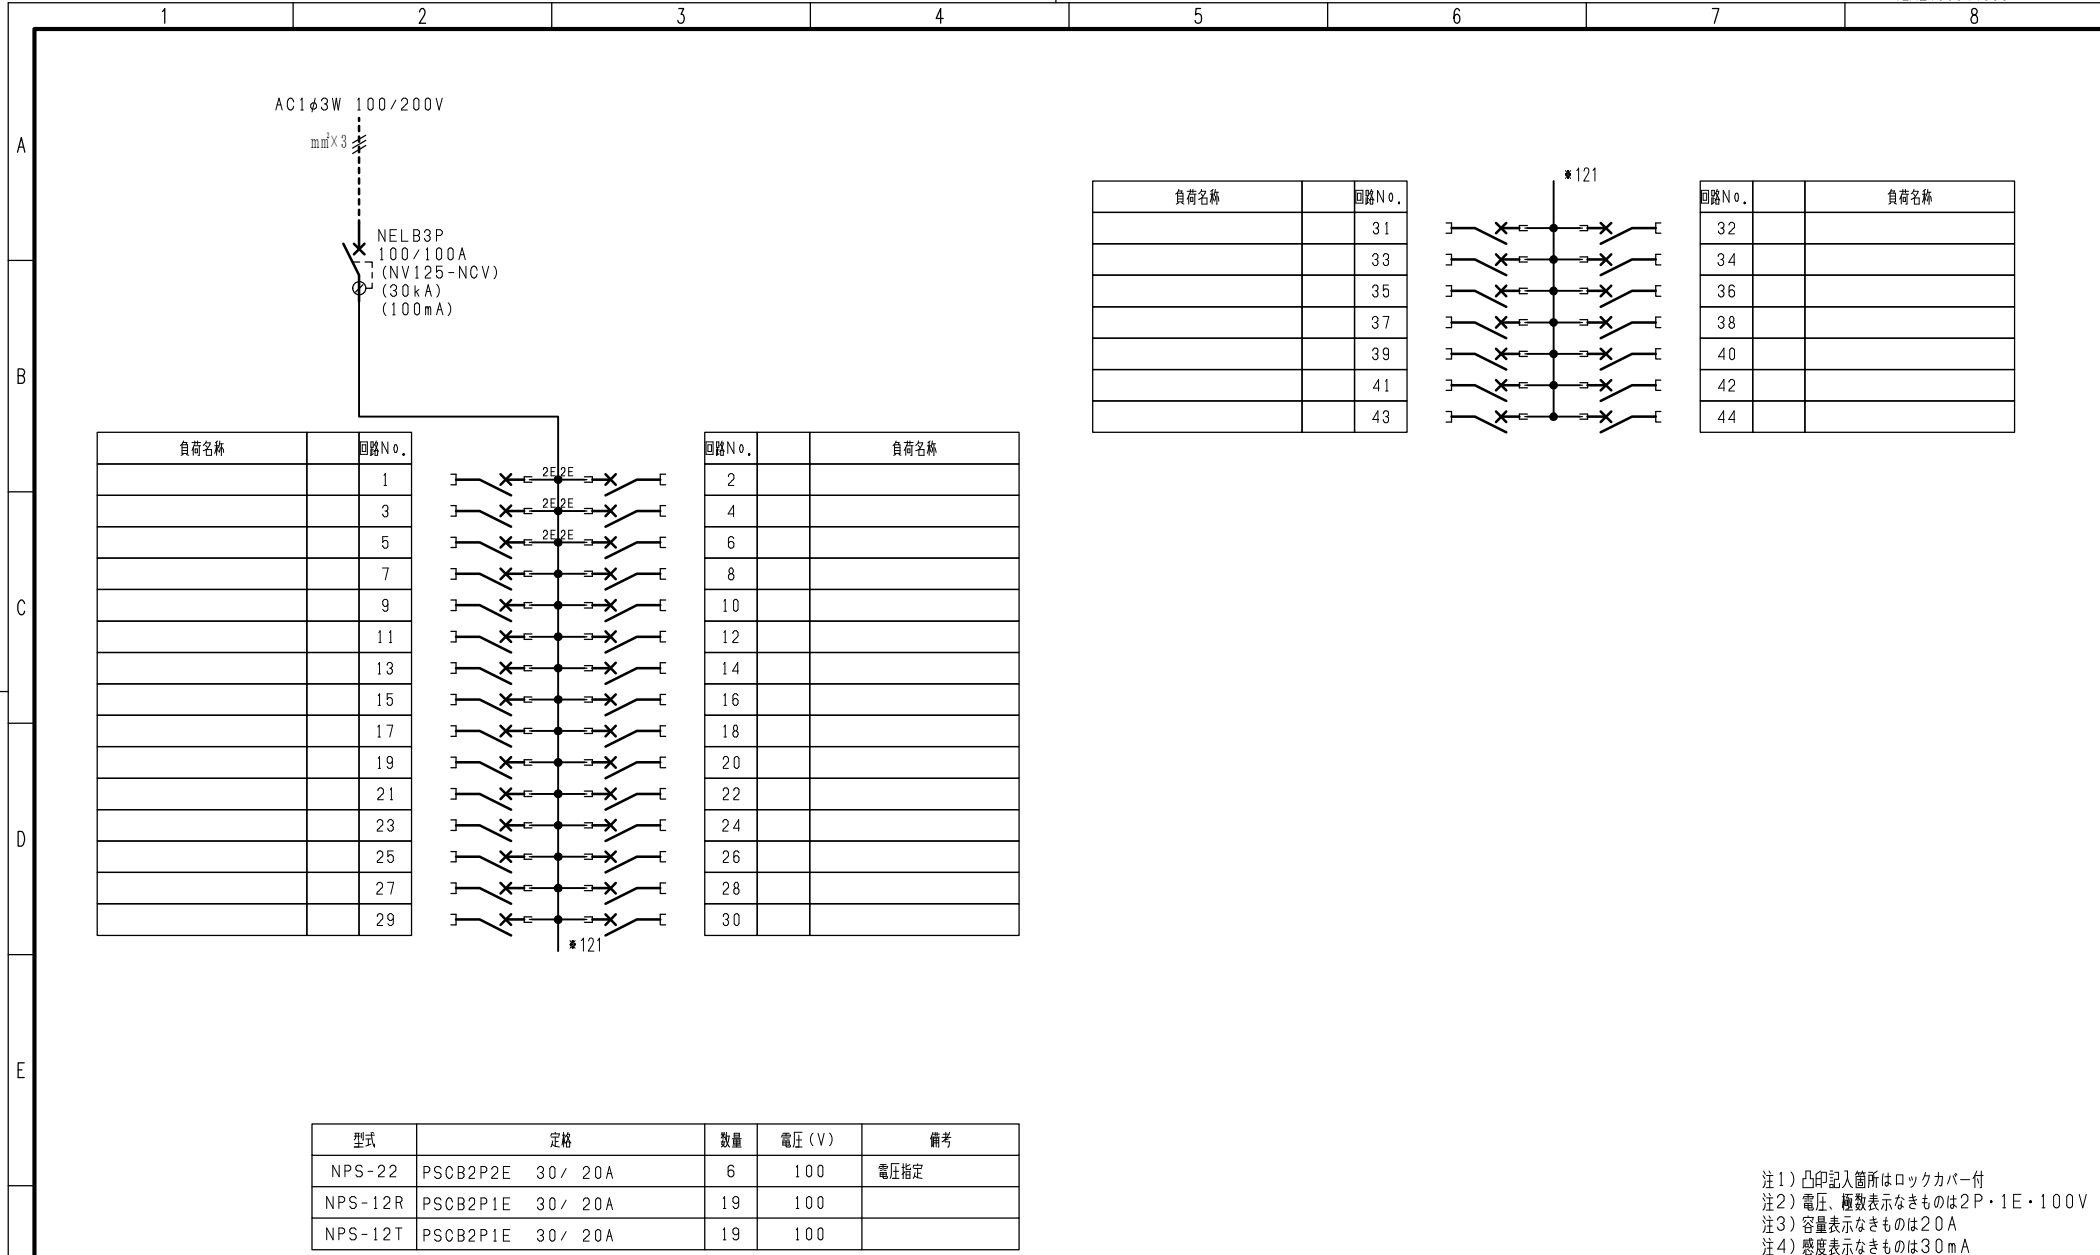 1 2 3 4 5 6 7 8
A
B
C
D
E
AC1φ3W 100/200V
mm²×3
NELB3P
100/100A
(NV125-NCV)
(30kA)
(100mA)
負荷名称 回路No. 回路No. 負荷名称
1 2E 2E 2
3 2E 2E 4
5 2E 2E 6
7 8
9 10
11 12
13 14
15 16
17 18
19 20
21 22
23 24
25 26
27 28
29 30
※121
※121
負荷名称 回路No. 回路No. 負荷名称
31 32
33 34
35 36
37 38
39 40
41 42
43 44
型式 定格 数量 電圧(V) 備考
NPS-22 PSCB2P2E 30/ 20A 6 100 電圧指定
NPS-12R PSCB2P1E 30/ 20A 19 100
NPS-12T PSCB2P1E 30/ 20A 19 100
注1)凸印記入箇所はロックカバー付
注2)電圧、極数表示なきものは2P・1E・100V
注3)容量表示なきものは20A
注4)感度表示なきものは30mA